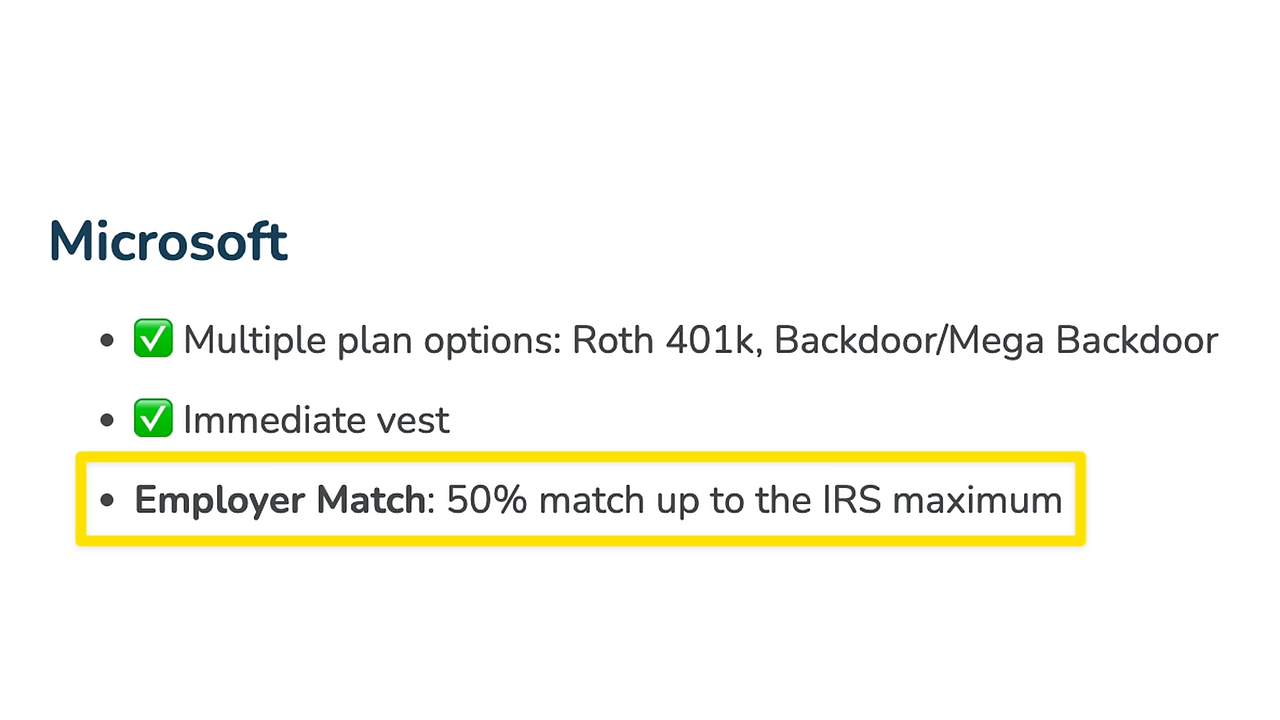 Microsoft
• ✅ Multiple plan options: Roth 401k, Backdoor/Mega Backdoor
• ✅ Immediate vest
• Employer Match: 50% match up to the IRS maximum